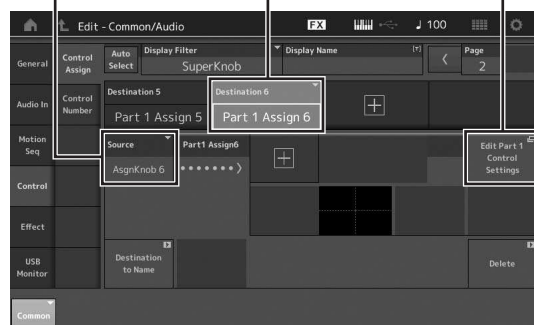 Edit - Common/Audio
FX
100
General
Control
Assign
Auto
Select
Display Filter
SuperKnob
Display Name
Page
2
Audio In
Control
Number
Destination 5
Part 1 Assign 5
Destination 6
Part 1 Assign 6
Motion
Seq
Source
AsgnKnob 6
Part1 Assign6
Edit Part 1
Control
Settings
Control
Effect
USB
Monitor
Destination
to Name
Delete
Common